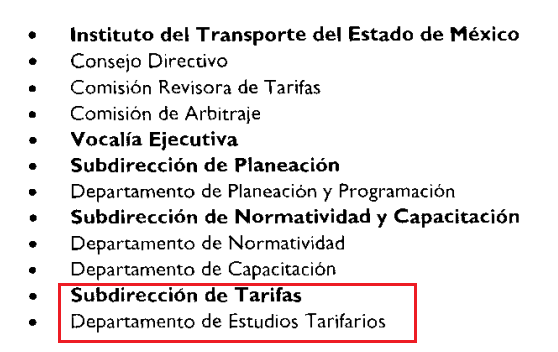 • Instituto del Transporte del Estado de México
• Consejo Directivo
• Comisión Revisora de Tarifas
• Comisión de Arbitraje
• Vocalía Ejecutiva
• Subdirección de Planeación
• Departamento de Planeación y Programación
• Subdirección de Normatividad y Capacitación
• Departamento de Normatividad
• Departamento de Capacitación
• Subdirección de Tarifas
• Departamento de Estudios Tarifarios